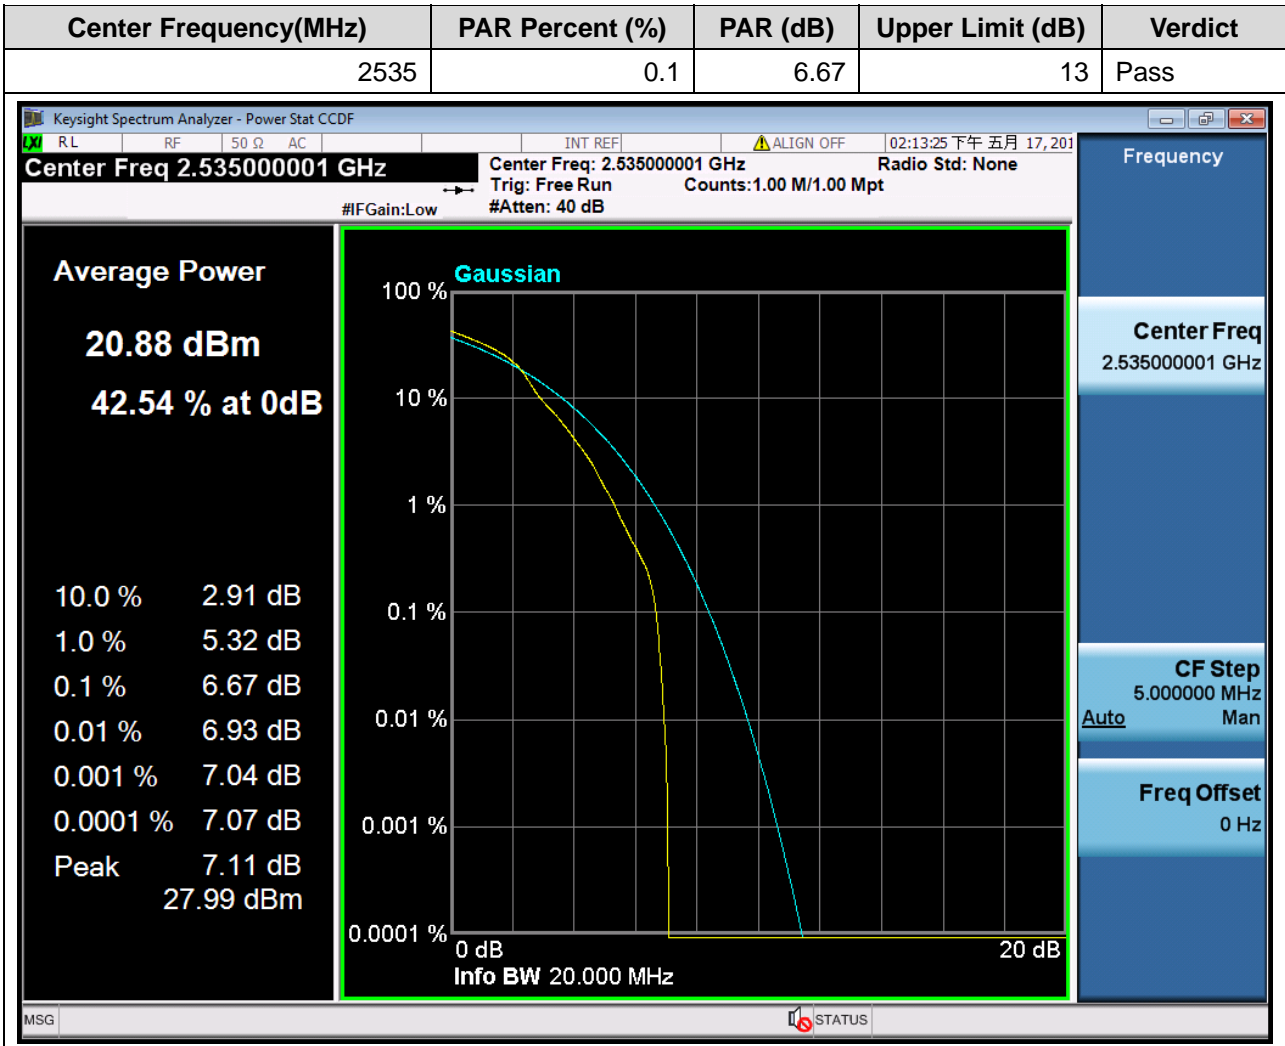 Center Frequency(MHz) PAR Percent (%) PAR (dB) Upper Limit (dB) Verdict
2535 0.1 6.67 13 Pass
Keysight Spectrum Analyzer - Power Stat CCDF
LXI RL RF 50 Ω AC INT REF ALIGN OFF 02:13:25 下午 五月 17, 201
Center Freq 2.535000001 GHz
Center Freq: 2.535000001 GHz Radio Std: None
Trig: Free Run Counts:1.00 M/1.00 Mpt
#IFGain:Low #Atten: 40 dB
Average Power
20.88 dBm
42.54 % at 0dB
10.0 % 2.91 dB
1.0 % 5.32 dB
0.1 % 6.67 dB
0.01 % 6.93 dB
0.001 % 7.04 dB
0.0001 % 7.07 dB
Peak 7.11 dB
27.99 dBm
Gaussian
100 %
10 %
1 %
0.1 %
0.01 %
0.001 %
0.0001 %
0 dB 20 dB
Info BW 20.000 MHz
Frequency
Center Freq
2.535000001 GHz
CF Step
5.000000 MHz
Auto Man
Freq Offset
0 Hz
MSG STATUS